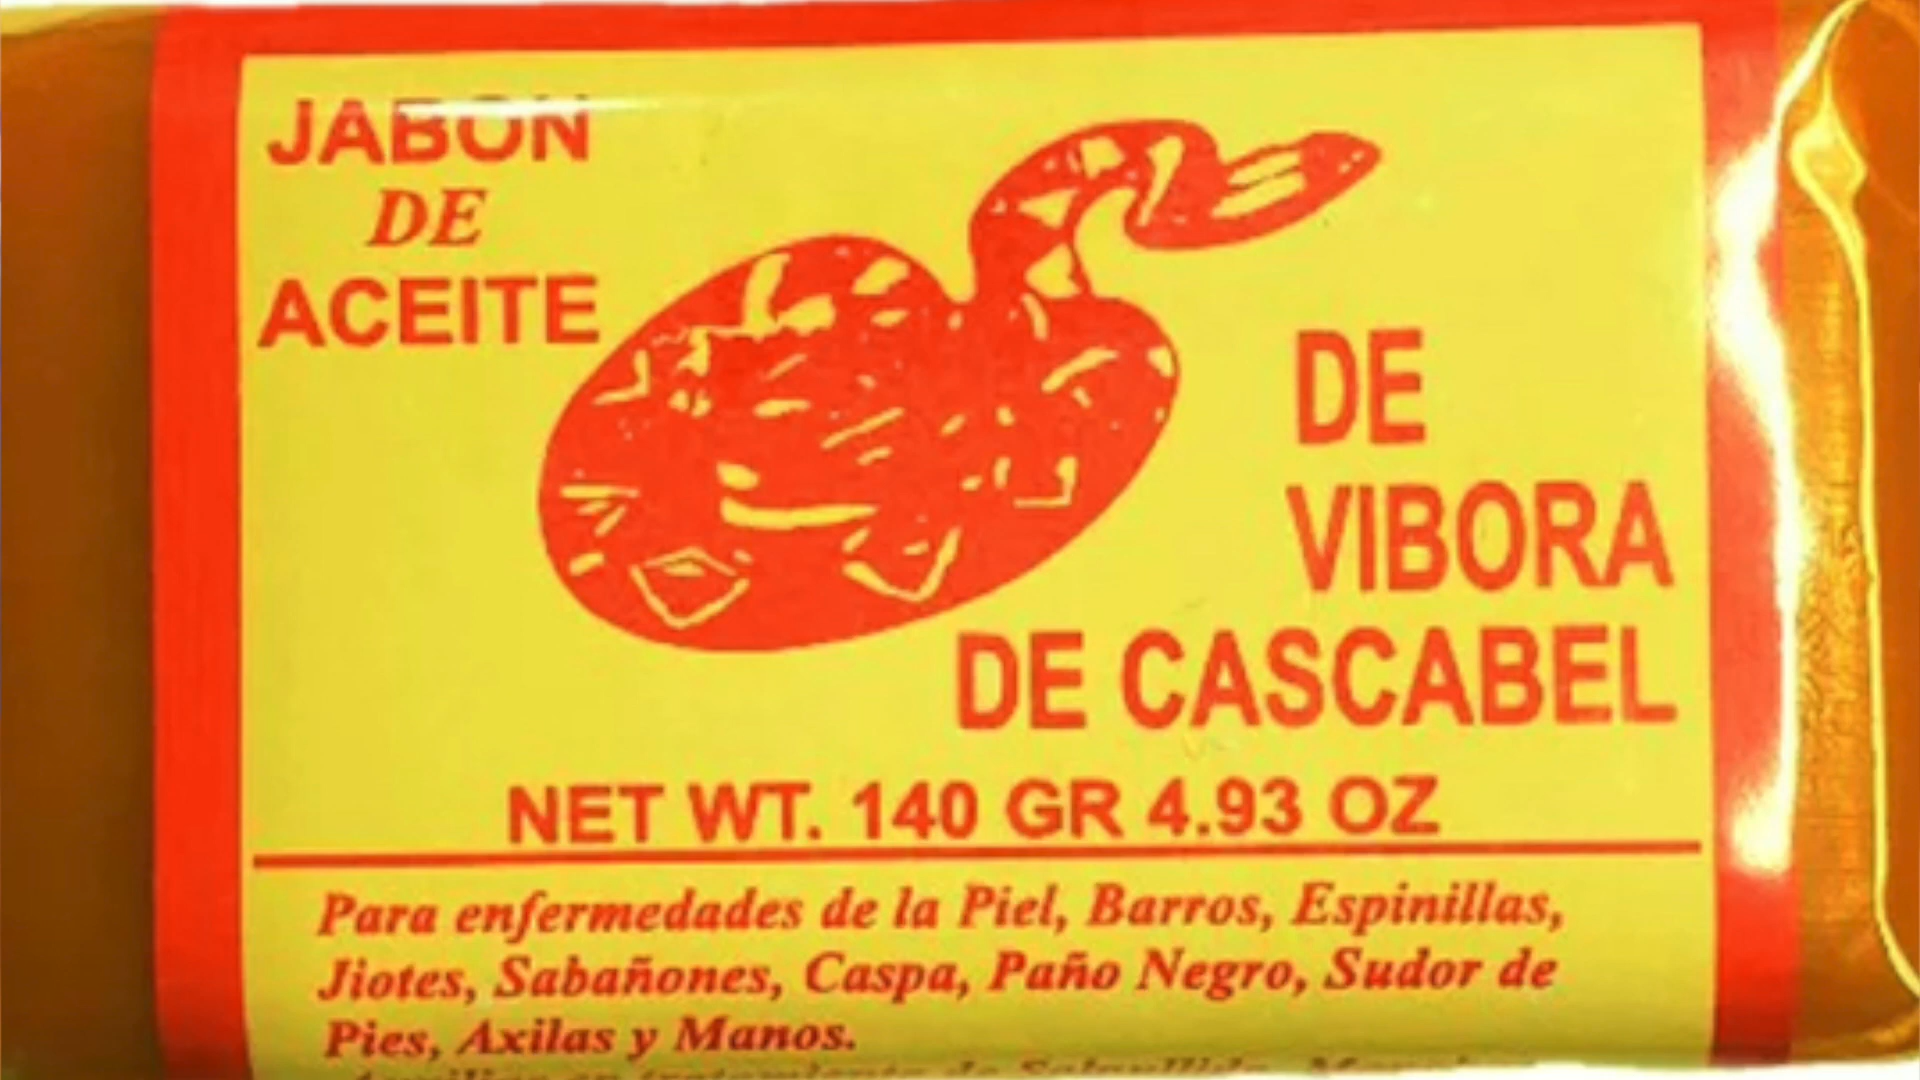 JABON
DE
ACEITE
DE
VIBORA
DE CASCABEL
NET WT. 140 GR 4.93 OZ
Para enfermedades de la Piel, Barros, Espinillas,
Jiotes, Sabañones, Caspa, Paño Negro, Sudor de
Pies, Axilas y Manos.